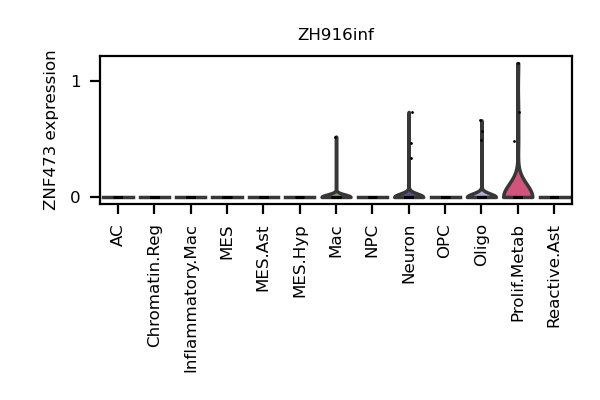 ZH916inf
ZNF473 expression
1
0
AC
Chromatin.Reg
Inflammatory.Mac
MES
MES.Ast
MES.Hyp
Mac
NPC
Neuron
OPC
Oligo
Prolif.Metab
Reactive.Ast